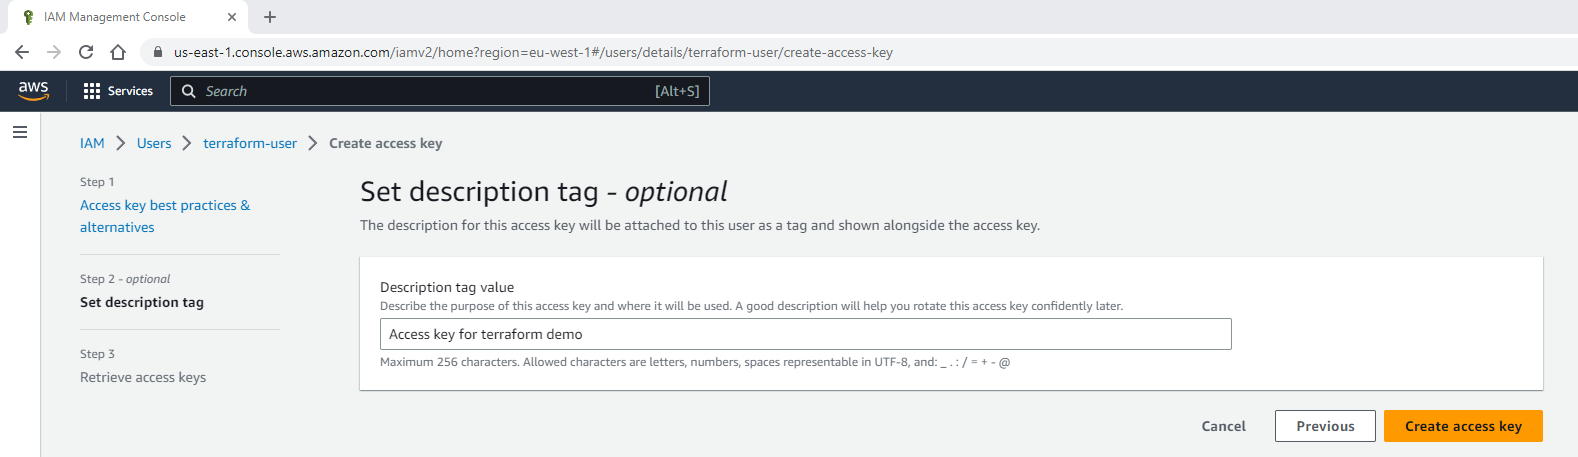 IAM Management Console
us-east-1.console.aws.amazon.com/iamv2/home?region=eu-west-1#/users/details/terraform-user/create-access-key
aws Services Search [Alt+S]
IAM > Users > terraform-user > Create access key
Step 1
Access key best practices &
alternatives
Step 2 - optional
Set description tag
Step 3
Retrieve access keys
Set description tag - optional
The description for this access key will be attached to this user as a tag and shown alongside the access key.
Description tag value
Describe the purpose of this access key and where it will be used. A good description will help you rotate this access key confidently later.
Access key for terraform demo
Maximum 256 characters. Allowed characters are letters, numbers, spaces representable in UTF-8, and: _ . : / = + - @
Cancel Previous Create access key